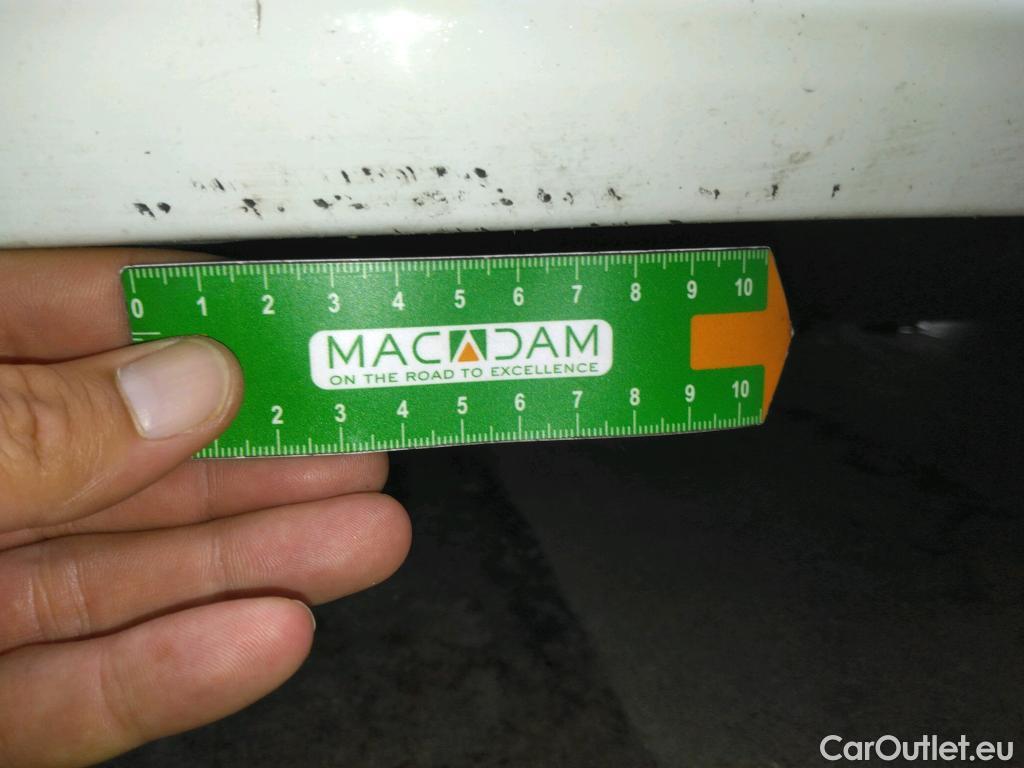 0 1 2 3 4 5 6 7 8 9 10
MACADAM
ON THE ROAD TO EXCELLENCE
2 3 4 5 6 7 8 9 10
CarOutlet.eu